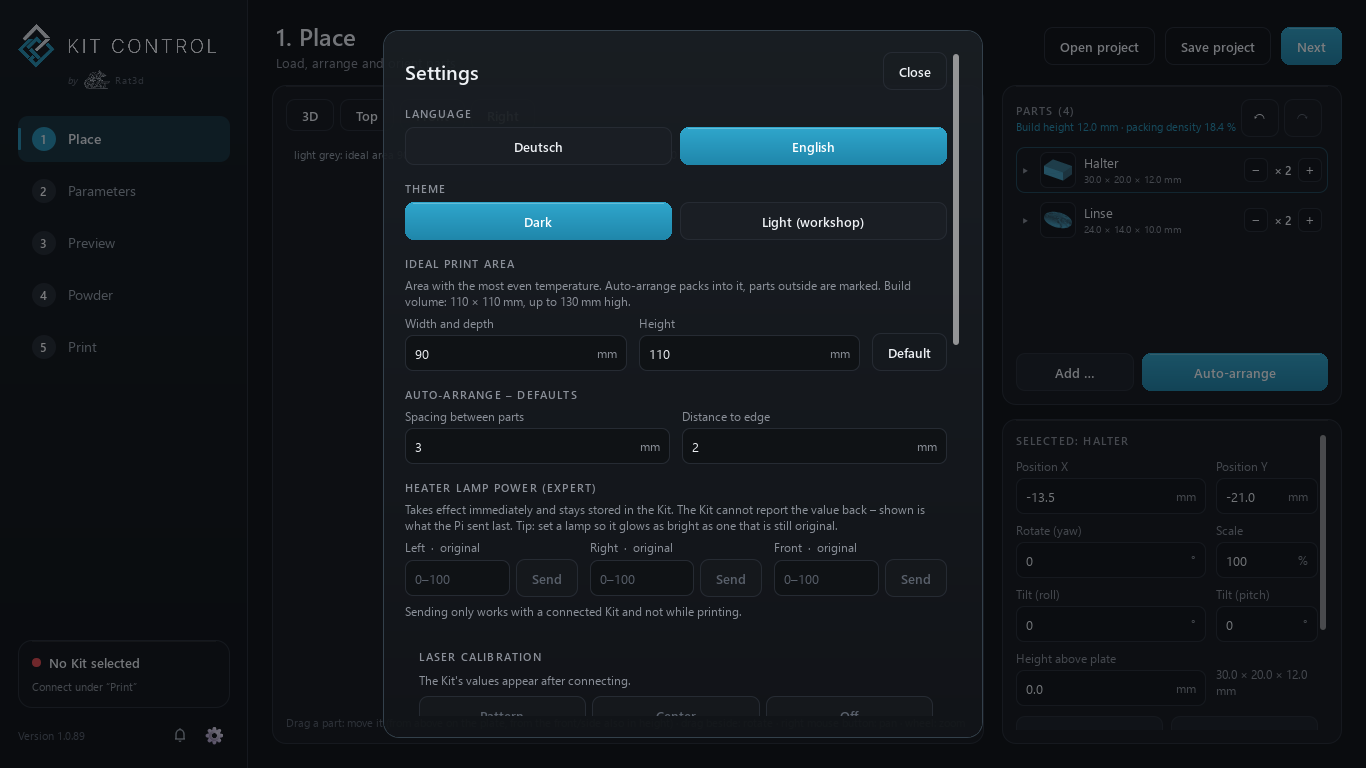 KIT CONTROL
by Rat3d
1 Place
2 Parameters
3 Preview
4 Powder
5 Print
No Kit selected
Connect under "Print"
Version 1.0.89
1. Place
Load, arrange and
Open project
Save project
Next
3D
Top
Right
light grey: ideal are
Drag a part: move it
Settings
Close
LANGUAGE
Deutsch
English
THEME
Dark
Light (workshop)
IDEAL PRINT AREA
Area with the most even temperature. Auto-arrange packs into it, parts outside are marked. Build
volume: 110 × 110 mm, up to 130 mm high.
Width and depth
Height
90 mm
110 mm
Default
AUTO-ARRANGE – DEFAULTS
Spacing between parts
Distance to edge
3 mm
2 mm
HEATER LAMP POWER (EXPERT)
Takes effect immediately and stays stored in the Kit. The Kit cannot report the value back – shown is
what the Pi sent last. Tip: set a lamp so it glows as bright as one that is still original.
Left · original
Right · original
Front · original
0–100
Send
0–100
Send
0–100
Send
Sending only works with a connected Kit and not while printing.
LASER CALIBRATION
The Kit's values appear after connecting.
Pattern
Center
Off
PARTS (4)
Build height 12.0 mm · packing density 18.4 %
Halter
30.0 × 20.0 × 12.0 mm
− × 2 +
Linse
24.0 × 14.0 × 10.0 mm
− × 2 +
Add ...
Auto-arrange
SELECTED: HALTER
Position X
Position Y
-13.5 mm
-21.0 mm
Rotate (yaw)
Scale
0 °
100 %
Tilt (roll)
Tilt (pitch)
0 °
0 °
Height above plate
0.0 mm
30.0 × 20.0 × 12.0
mm